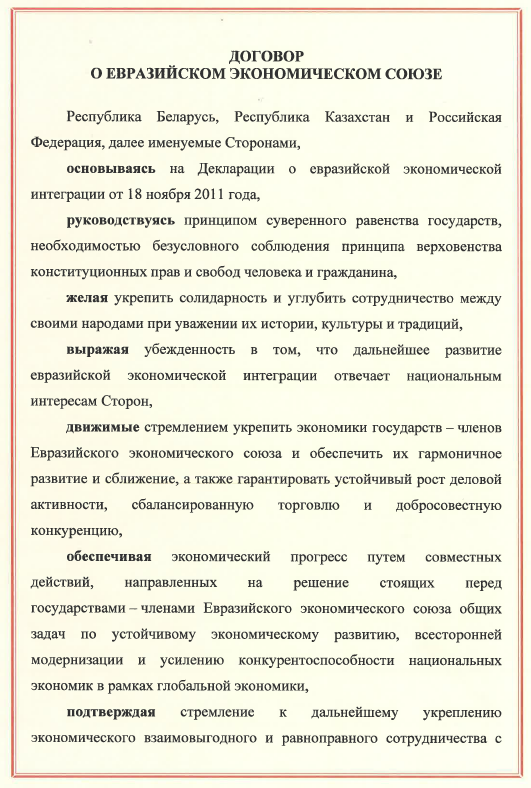 ДОГОВОР
О ЕВРАЗИЙСКОМ ЭКОНОМИЧЕСКОМ СОЮЗЕ
Республика Беларусь, Республика Казахстан и Российская
Федерация, далее именуемые Сторонами,
основываясь на Декларации о евразийской экономической
интеграции от 18 ноября 2011 года,
руководствуясь принципом суверенного равенства государств,
необходимостью безусловного соблюдения принципа верховенства
конституционных прав и свобод человека и гражданина,
желая укрепить солидарность и углубить сотрудничество между
своими народами при уважении их истории, культуры и традиций,
выражая убежденность в том, что дальнейшее развитие
евразийской экономической интеграции отвечает национальным
интересам Сторон,
движимые стремлением укрепить экономики государств – членов
Евразийского экономического союза и обеспечить их гармоничное
развитие и сближение, а также гарантировать устойчивый рост деловой
активности, сбалансированную торговлю и добросовестную
конкуренцию,
обеспечивая экономический прогресс путем совместных
действий, направленных на решение стоящих перед
государствами – членами Евразийского экономического союза общих
задач по устойчивому экономическому развитию, всесторонней
модернизации и усилению конкурентоспособности национальных
экономик в рамках глобальной экономики,
подтверждая стремление к дальнейшему укреплению
экономического взаимовыгодного и равноправного сотрудничества с